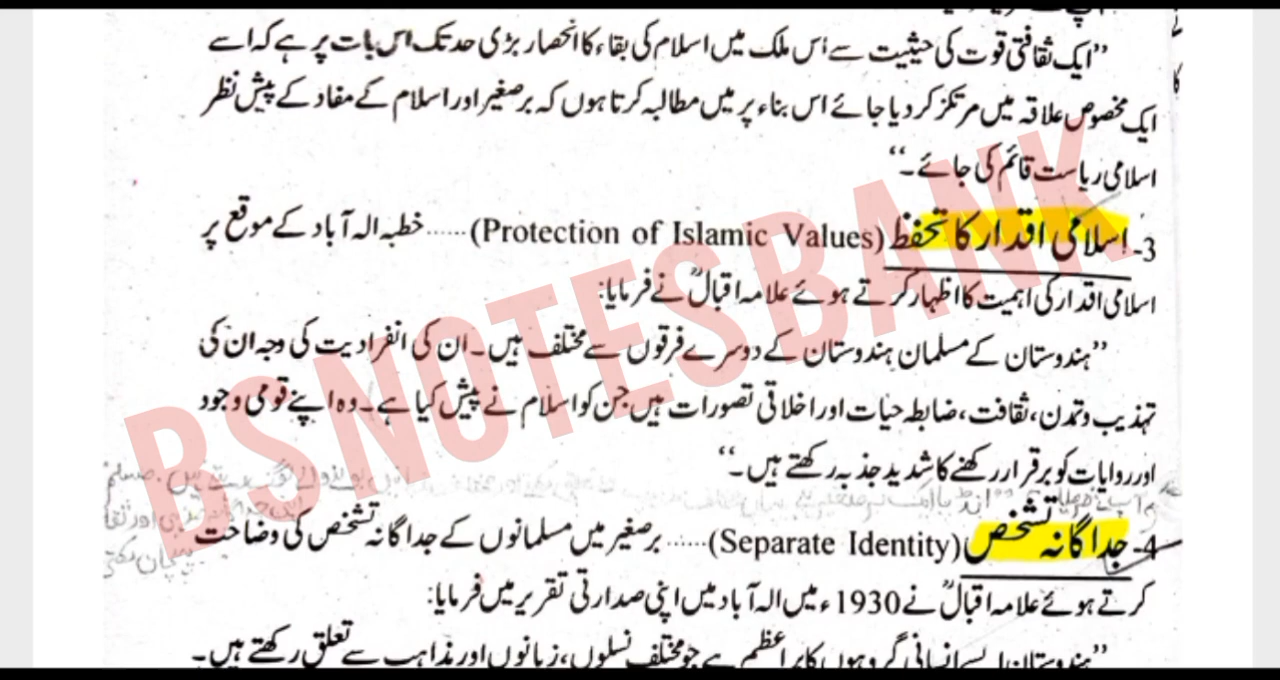 ”ایک ثقافتی قوت کی حیثیت سے اُس ملک میں اسلام کی بقاء کا انحصار بڑی حد تک اس بات پر ہے کہ اسے
ایک مخصوص علاقہ میں مرتکز کر دیا جائے اس بناء پر میں مطالبہ کرتا ہوں کہ برصغیر اور اسلام کے مفاد کے پیش نظر
اسلامی ریاست قائم کی جائے۔“
3- اسلامی اقدار کا تحفظ (Protection of Islamic Values)...... خطبہ الہ آباد کے موقع پر
اسلامی اقدار کی اہمیت کا اظہار کرتے ہوئے علامہ اقبالؒ نے فرمایا:
”ہندوستان کے مسلمان ہندوستان کے دوسرے فرقوں سے مختلف ہیں۔ ان کی انفرادیت کی وجہ ان کی
تہذیب و تمدن، ثقافت، ضابطہ حیات اور اخلاقی تصورات ہیں جن کو اسلام نے پیش کیا ہے۔ وہ اپنے قومی وجود
اور روایات کو برقرار رکھنے کا شدید جذبہ رکھتے ہیں۔“
4- جداگانہ تشخص (Separate Identity)...... برصغیر میں مسلمانوں کے جداگانہ تشخص کی وضاحت
کرتے ہوئے علامہ اقبالؒ نے 1930ء میں الہ آباد میں اپنی صدارتی تقریر میں فرمایا:
”ہندوستان ایسے انسانی گروہوں کا براعظم ہے جو مختلف نسلوں، زبانوں اور مذاہب سے تعلق رکھتے ہیں۔
BSNOTESBANK